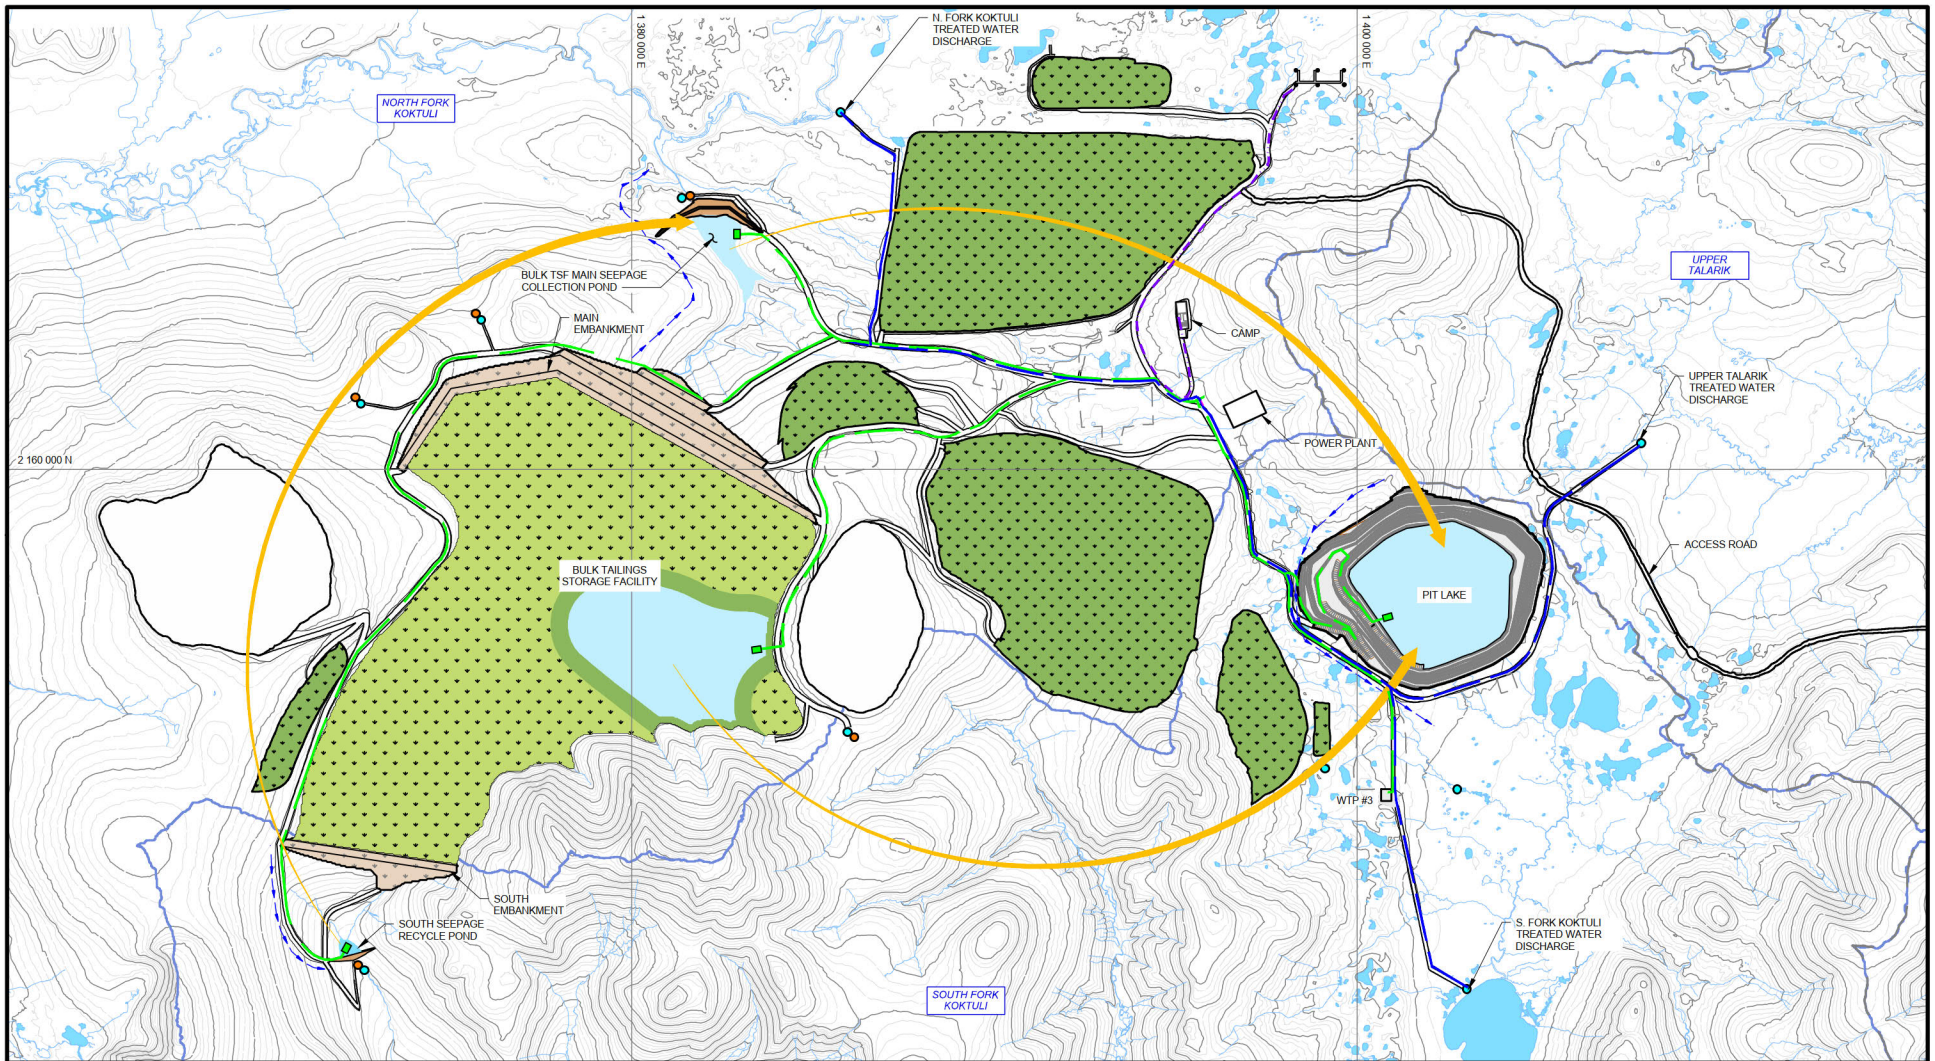 N. FORK KOKTULI
TREATED WATER
DISCHARGE
1 380 000 E
1 400 000 E
NORTH FORK
KOKTULI
UPPER
TALARIK
BULK TSF MAIN SEEPAGE
COLLECTION POND
MAIN
EMBANKMENT
CAMP
UPPER TALARIK
TREATED WATER
DISCHARGE
POWER PLANT
2 160 000 N
ACCESS ROAD
BULK TAILINGS
STORAGE FACILITY
PIT LAKE
WTP #3
SOUTH
EMBANKMENT
SOUTH SEEPAGE
RECYCLE POND
S. FORK KOKTULI
TREATED WATER
DISCHARGE
SOUTH FORK
KOKTULI